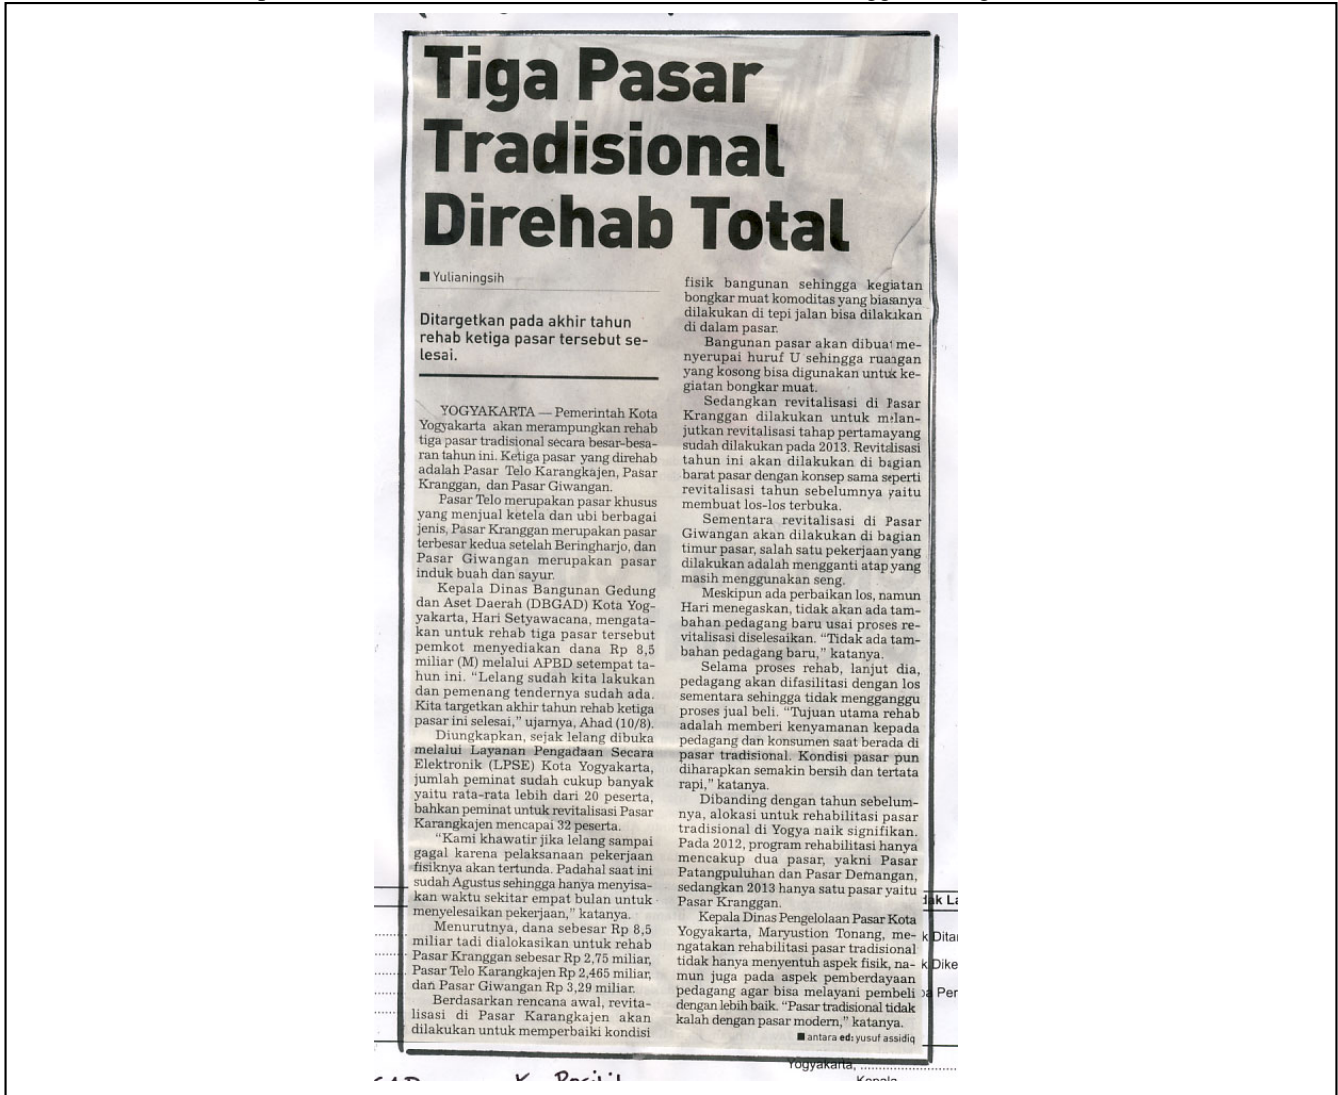 Tiga Pasar
Tradisional
Direhab Total
■ Yulianingsih
Ditargetkan pada akhir tahun
rehab ketiga pasar tersebut se-
lesai.
YOGYAKARTA — Pemerintah Kota
Yogyakarta akan merampungkan rehab
tiga pasar tradisional secara besar-besa-
ran tahun ini. Ketiga pasar yang direhab
adalah Pasar Telo Karangkajen, Pasar
Kranggan, dan Pasar Giwangan.
Pasar Telo merupakan pasar khusus
yang menjual ketela dan ubi berbagai
jenis, Pasar Kranggan merupakan pasar
terbesar kedua setelah Beringharjo, dan
Pasar Giwangan merupakan pasar
induk buah dan sayur.
Kepala Dinas Bangunan Gedung
dan Aset Daerah (DBGAD) Kota Yog-
yakarta, Hari Setyawacana, mengata-
kan untuk rehab tiga pasar tersebut
pemkot menyediakan dana Rp 8,5
miliar (M) melalui APBD setempat ta-
hun ini. “Lelang sudah kita lakukan
dan pemenang tendernya sudah ada.
Kita targetkan akhir tahun rehab ketiga
pasar ini selesai,” ujarnya, Ahad (10/8).
Diungkapkan, sejak lelang dibuka
melalui Layanan Pengadaan Secara
Elektronik (LPSE) Kota Yogyakarta,
jumlah peminat sudah cukup banyak
yaitu rata-rata lebih dari 20 peserta,
bahkan peminat untuk revitalisasi Pasar
Karangkajen mencapai 32 peserta.
“Kami khawatir jika lelang sampai
gagal karena pelaksanaan pekerjaan
fisiknya akan tertunda. Padahal saat ini
sudah Agustus sehingga hanya menyisa-
kan waktu sekitar empat bulan untuk
menyelesaikan pekerjaan,” katanya.
Menurutnya, dana sebesar Rp 8,5
miliar tadi dialokasikan untuk rehab
Pasar Kranggan sebesar Rp 2,75 miliar,
Pasar Telo Karangkajen Rp 2,465 miliar,
dan Pasar Giwangan Rp 3,29 miliar.
Berdasarkan rencana awal, revita-
lisasi di Pasar Karangkajen akan
dilakukan untuk memperbaiki kondisi
fisik bangunan sehingga kegiatan
bongkar muat komoditas yang biasanya
dilakukan di tepi jalan bisa dilakukan
di dalam pasar.
Bangunan pasar akan dibuat me-
nyerupai huruf U sehingga ruangan
yang kosong bisa digunakan untuk ke-
giatan bongkar muat.
Sedangkan revitalisasi di Pasar
Kranggan dilakukan untuk melan-
jutkan revitalisasi tahap pertama yang
sudah dilakukan pada 2013. Revitalisasi
tahun ini akan dilakukan di bagian
barat pasar dengan konsep sama seperti
revitalisasi tahun sebelumnya yaitu
membuat los-los terbuka.
Sementara revitalisasi di Pasar
Giwangan akan dilakukan di bagian
timur pasar, salah satu pekerjaan yang
dilakukan adalah mengganti atap yang
masih menggunakan seng.
Meskipun ada perbaikan los, namun
Hari menegaskan, tidak akan ada tam-
bahan pedagang baru usai proses re-
vitalisasi diselesaikan. “Tidak ada tam-
bahan pedagang baru,” katanya.
Selama proses rehab, lanjut dia,
pedagang akan difasilitasi dengan los
sementara sehingga tidak mengganggu
proses jual beli. “Tujuan utama rehab
adalah memberi kenyamanan kepada
pedagang dan konsumen saat berada di
pasar tradisional. Kondisi pasar pun
diharapkan semakin bersih dan tertata
rapi,” katanya.
Dibanding dengan tahun sebelum-
nya, alokasi untuk rehabilitasi pasar
tradisional di Yogya naik signifikan.
Pada 2012, program rehabilitasi hanya
mencakup dua pasar, yakni Pasar
Patangpuluhan dan Pasar Demangan,
sedangkan 2013 hanya satu pasar yaitu
Pasar Kranggan.
Kepala Dinas Pengelolaan Pasar Kota
Yogyakarta, Maryustion Tonang, me-
ngatakan rehabilitasi pasar tradisional
tidak hanya menyentuh aspek fisik, na-
mun juga pada aspek pemberdayaan
pedagang agar bisa melayani pembeli
dengan lebih baik. “Pasar tradisional tidak
kalah dengan pasar modern,” katanya.
■ antara ed: yusuf assidiq
Yogyakarta, ..........................